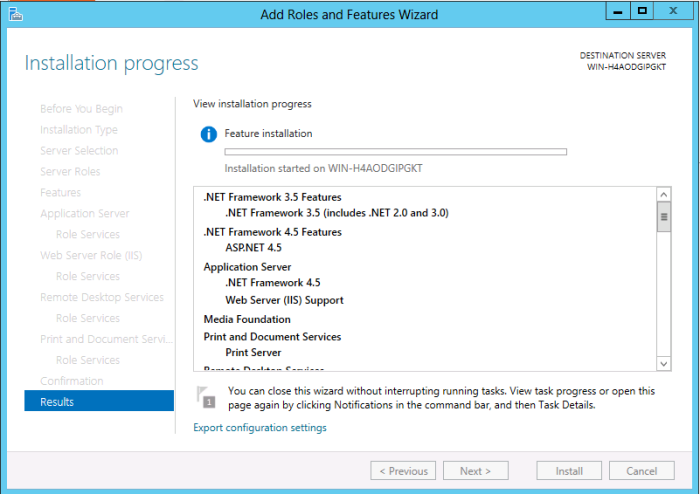 Add Roles and Features Wizard
Installation progress
DESTINATION SERVER
WIN-H4AODGIPGKT
Before You Begin
Installation Type
Server Selection
Server Roles
Features
Application Server
Role Services
Web Server Role (IIS)
Role Services
Remote Desktop Services
Role Services
Print and Document Servi...
Role Services
Confirmation
Results
View installation progress
Feature installation
Installation started on WIN-H4AODGIPGKT
.NET Framework 3.5 Features
.NET Framework 3.5 (includes .NET 2.0 and 3.0)
.NET Framework 4.5 Features
ASP.NET 4.5
Application Server
.NET Framework 4.5
Web Server (IIS) Support
Media Foundation
Print and Document Services
Print Server
Remote Desktop Services
1
You can close this wizard without interrupting running tasks. View task progress or open this
page again by clicking Notifications in the command bar, and then Task Details.
Export configuration settings
< Previous
Next >
Install
Cancel